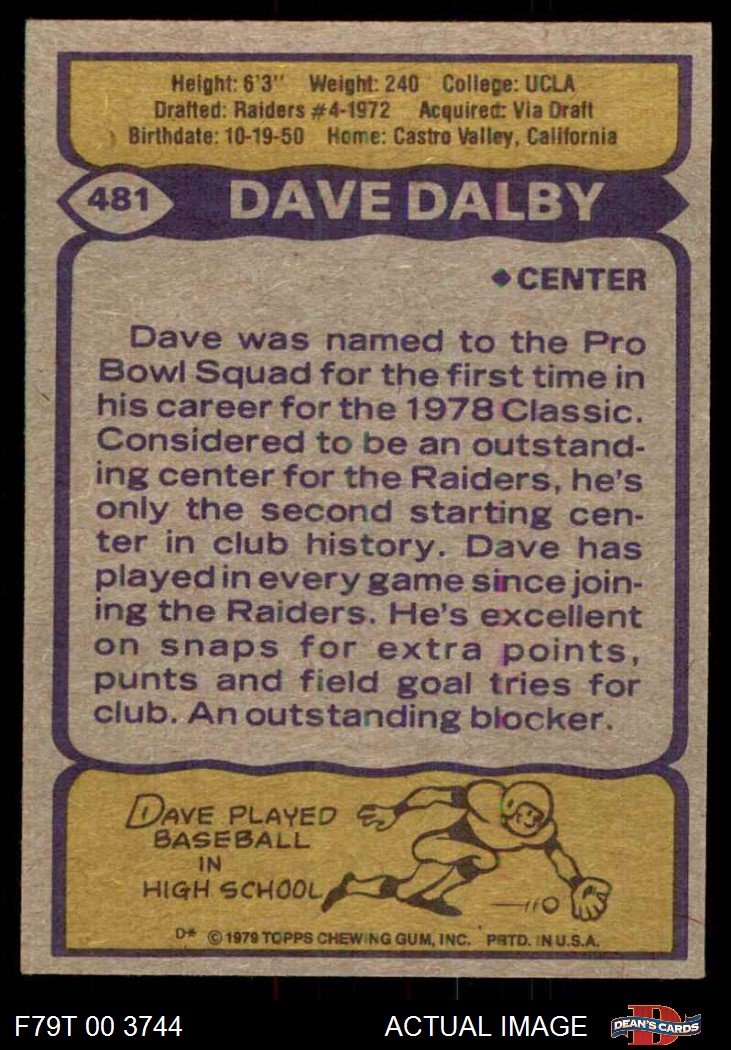 Height: 6'3" Weight: 240 College: UCLA
Drafted: Raiders #4-1972 Acquired: Via Draft
Birthdate: 10-19-50 Home: Castro Valley, California
481 DAVE DALBY
◆CENTER
Dave was named to the Pro
Bowl Squad for the first time in
his career for the 1978 Classic.
Considered to be an outstand-
ing center for the Raiders, he's
only the second starting cen-
ter in club history. Dave has
played in every game since join-
ing the Raiders. He's excellent
on snaps for extra points,
punts and field goal tries for
club. An outstanding blocker.
DAVE PLAYED
BASEBALL
IN
HIGH SCHOOL
D* © 1979 TOPPS CHEWING GUM, INC. PRTD. IN U.S.A.
F79T 00 3744 ACTUAL IMAGE D DEAN'S CARDS